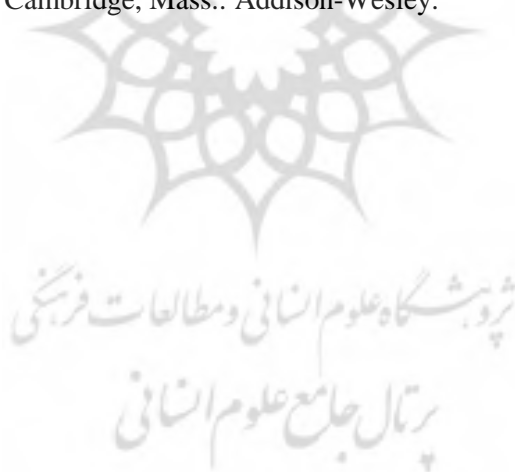 Cambridge, Mass.: Addison-Wesley.
پژوهشگاه علوم انسانی و مطالعات فرهنگی
پرتال جامع علوم انسانی